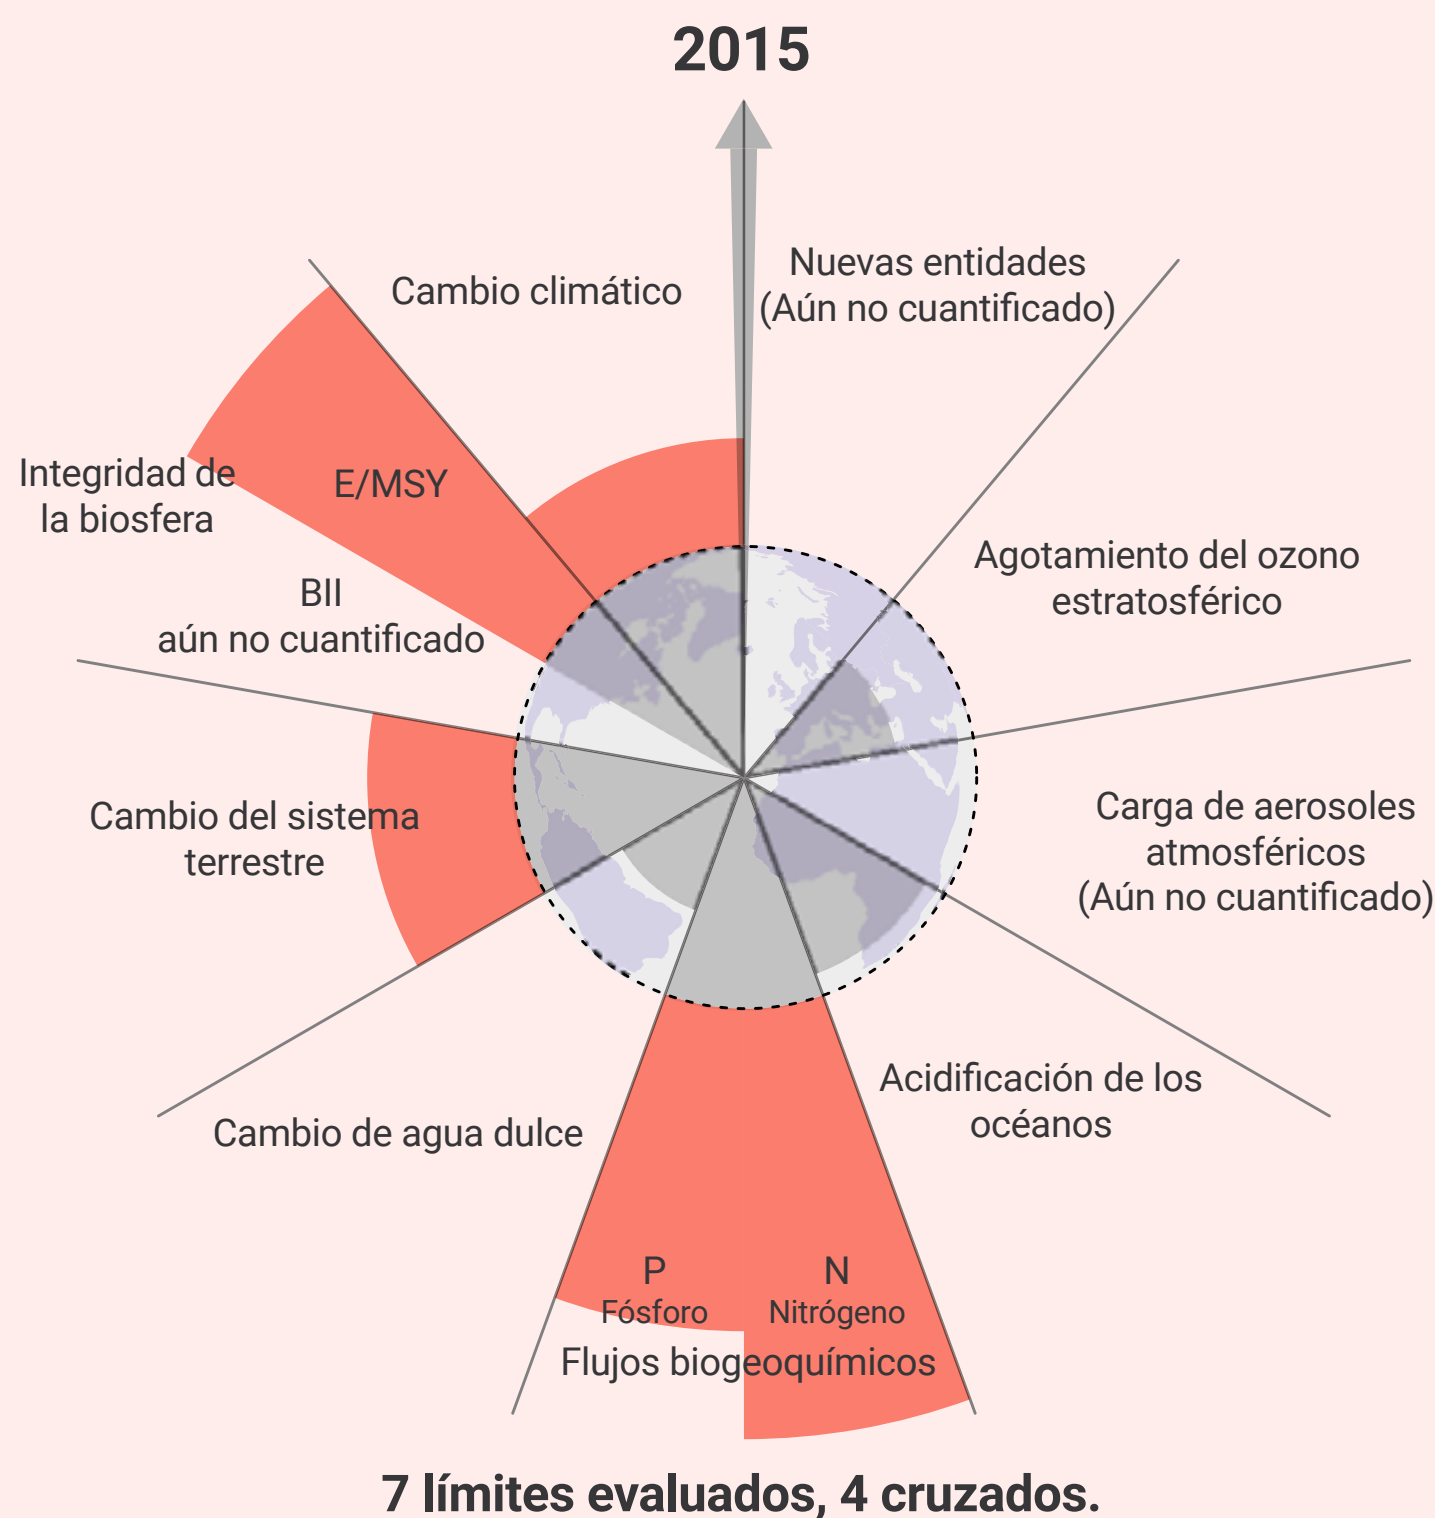 2015
Cambio climático
Nuevas entidades
(Aún no cuantificado)
Integridad de
la biosfera
E/MSY
BII
aún no cuantificado
Agotamiento del ozono
estratosférico
Cambio del sistema
terrestre
Carga de aerosoles
atmosféricos
(Aún no cuantificado)
Cambio de agua dulce
Acidificación de los
océanos
P
Fósforo
N
Nitrógeno
Flujos biogeoquímicos
7 límites evaluados, 4 cruzados.